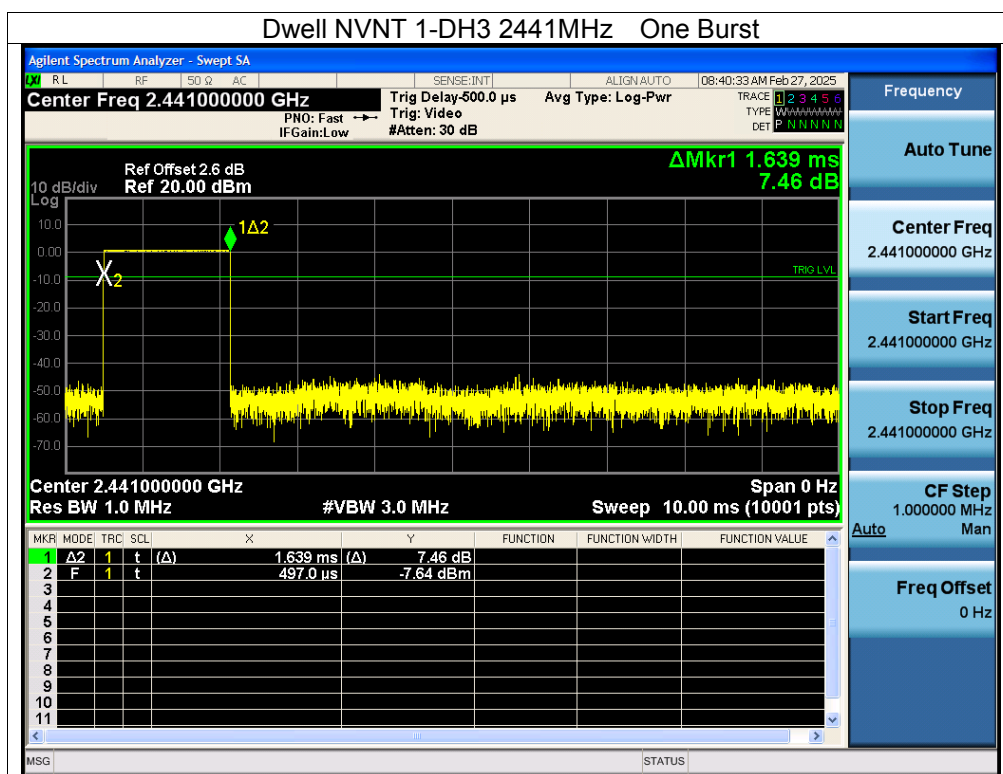 Dwell NVNT 1-DH3 2441MHz One Burst
Agilent Spectrum Analyzer - Swept SA
LXI RL RF 50 Ω AC SENSE:INT ALIGNAUTO 08:40:33 AM Feb 27, 2025
Center Freq 2.441000000 GHz
PNO: Fast
IFGain:Low
Trig Delay-500.0 µs
Trig: Video
#Atten: 30 dB
Avg Type: Log-Pwr
TRACE 1 2 3 4 5 6
TYPE WWWWWWW
DET P N N N N N
Ref Offset 2.6 dB
Ref 20.00 dBm
10 dB/div
Log
ΔMkr1 1.639 ms
7.46 dB
10.0
0.00
-10.0
-20.0
-30.0
-40.0
-50.0
-60.0
-70.0
1Δ2
2
TRIG LVL
Center 2.441000000 GHz
Span 0 Hz
Res BW 1.0 MHz
#VBW 3.0 MHz
Sweep 10.00 ms (10001 pts)
MKR MODE TRC SCL X Y FUNCTION FUNCTION WIDTH FUNCTION VALUE
1 Δ2 1 t (Δ) 1.639 ms (Δ) 7.46 dB
2 F 1 t 497.0 µs -7.64 dBm
3
4
5
6
7
8
9
10
11
MSG
STATUS
Frequency
Auto Tune
Center Freq
2.441000000 GHz
Start Freq
2.441000000 GHz
Stop Freq
2.441000000 GHz
CF Step
1.000000 MHz
Auto Man
Freq Offset
0 Hz